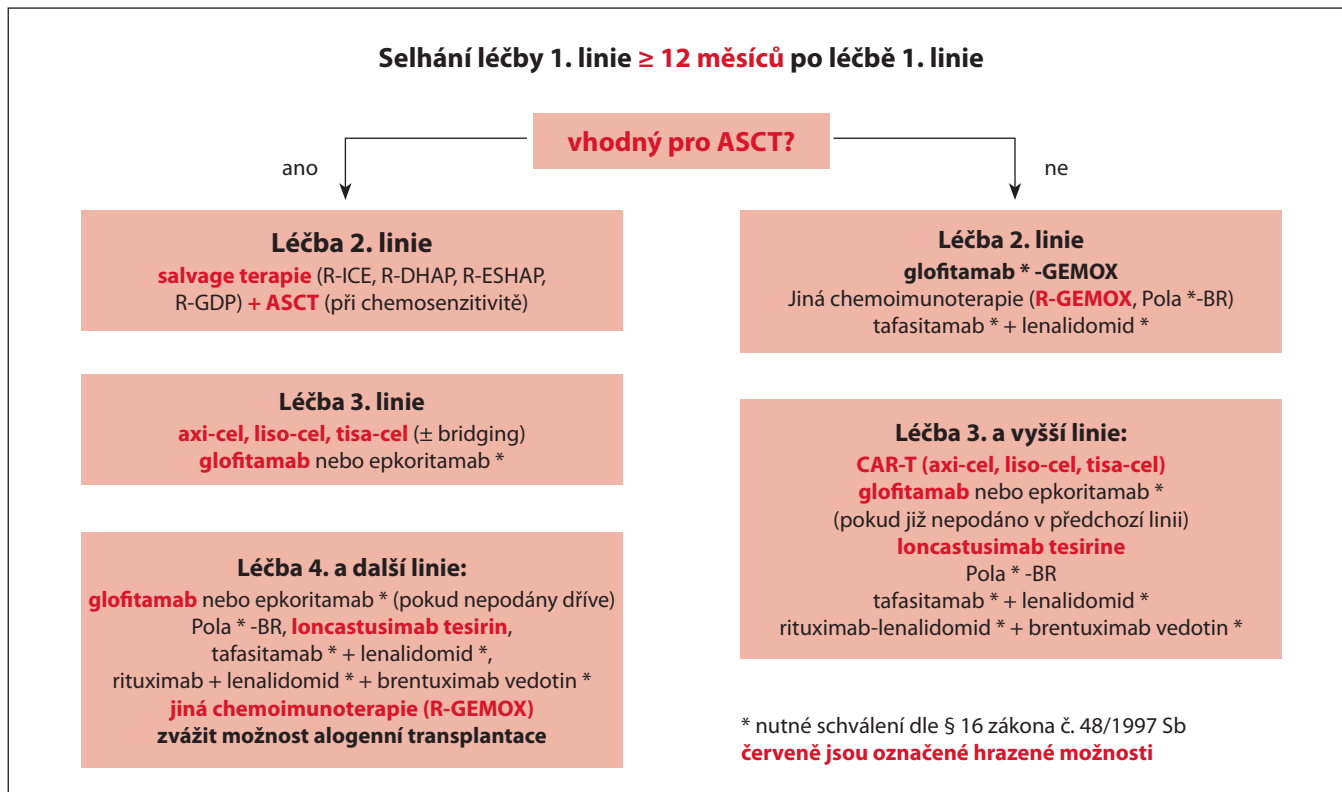 Selhání léčby 1. linie ≥ 12 měsíců po léčbě 1. linie
vhodný pro ASCT?
ano
ne
Léčba 2. linie
salvage terapie (R-ICE, R-DHAP, R-ESHAP,
R-GDP) + ASCT (při chemosenzitivitě)
Léčba 3. linie
axi-cel, liso-cel, tisa-cel (± bridging)
glofitamab nebo epkoritamab *
Léčba 4. a další linie:
glofitamab nebo epkoritamab * (pokud nepodány dříve)
Pola * -BR, loncastusimab tesirin,
tafasitamab * + lenalidomid *,
rituximab + lenalidomid * + brentuximab vedotin *
jiná chemoimunoterapie (R-GEMOX)
zvážit možnost alogenní transplantace
Léčba 2. linie
glofitamab * -GEMOX
Jiná chemoimunoterapie (R-GEMOX, Pola *-BR)
tafasitamab * + lenalidomid *
Léčba 3. a vyšší linie:
CAR-T (axi-cel, liso-cel, tisa-cel)
glofitamab nebo epkoritamab *
(pokud již nepodáno v předchozí linii)
loncastusimab tesirine
Pola * -BR
tafasitamab * + lenalidomid *
rituximab-lenalidomid * + brentuximab vedotin *
* nutné schválení dle § 16 zákona č. 48/1997 Sb
červeně jsou označené hrazené možnosti